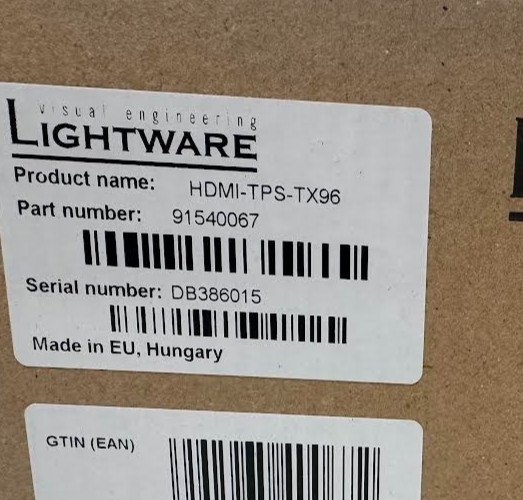 visual engineering
LIGHTWARE
Product name: HDMI-TPS-TX96
Part number: 91540067
Serial number: DB386015
Made in EU, Hungary
GTIN (EAN)